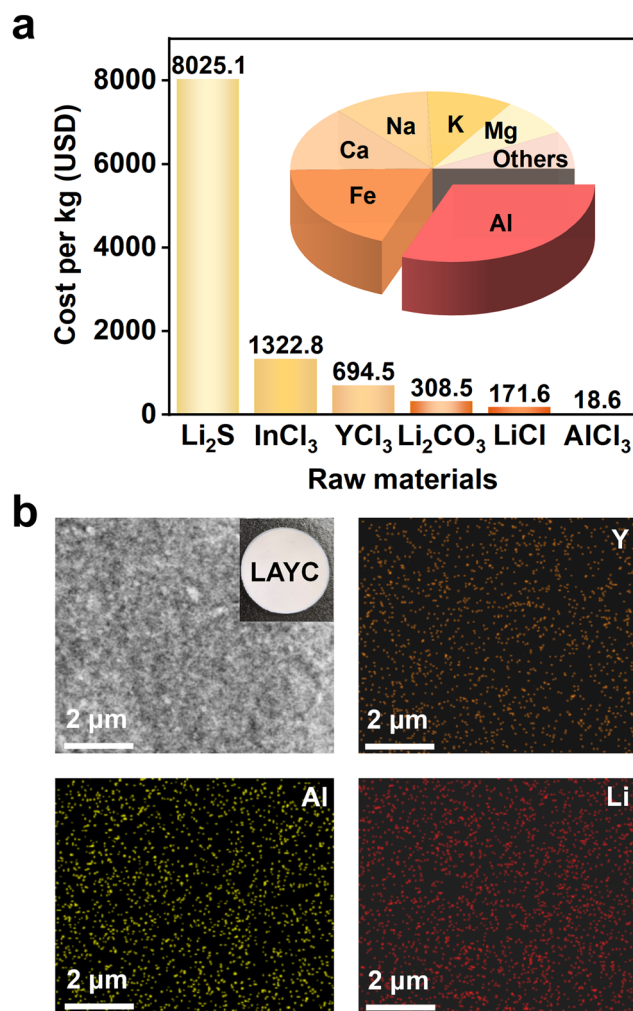 a
8025.1
8000
6000
4000
2000
0
Cost per kg (USD)
1322.8
694.5
308.5
171.6
18.6
Na
K
Mg
Ca
Others
Fe
Al
Li₂S
InCl₃
YCl₃
Li₂CO₃
LiCl
AlCl₃
Raw materials
b
LAYC
2 µm
Y
2 µm
Al
2 µm
Li
2 µm